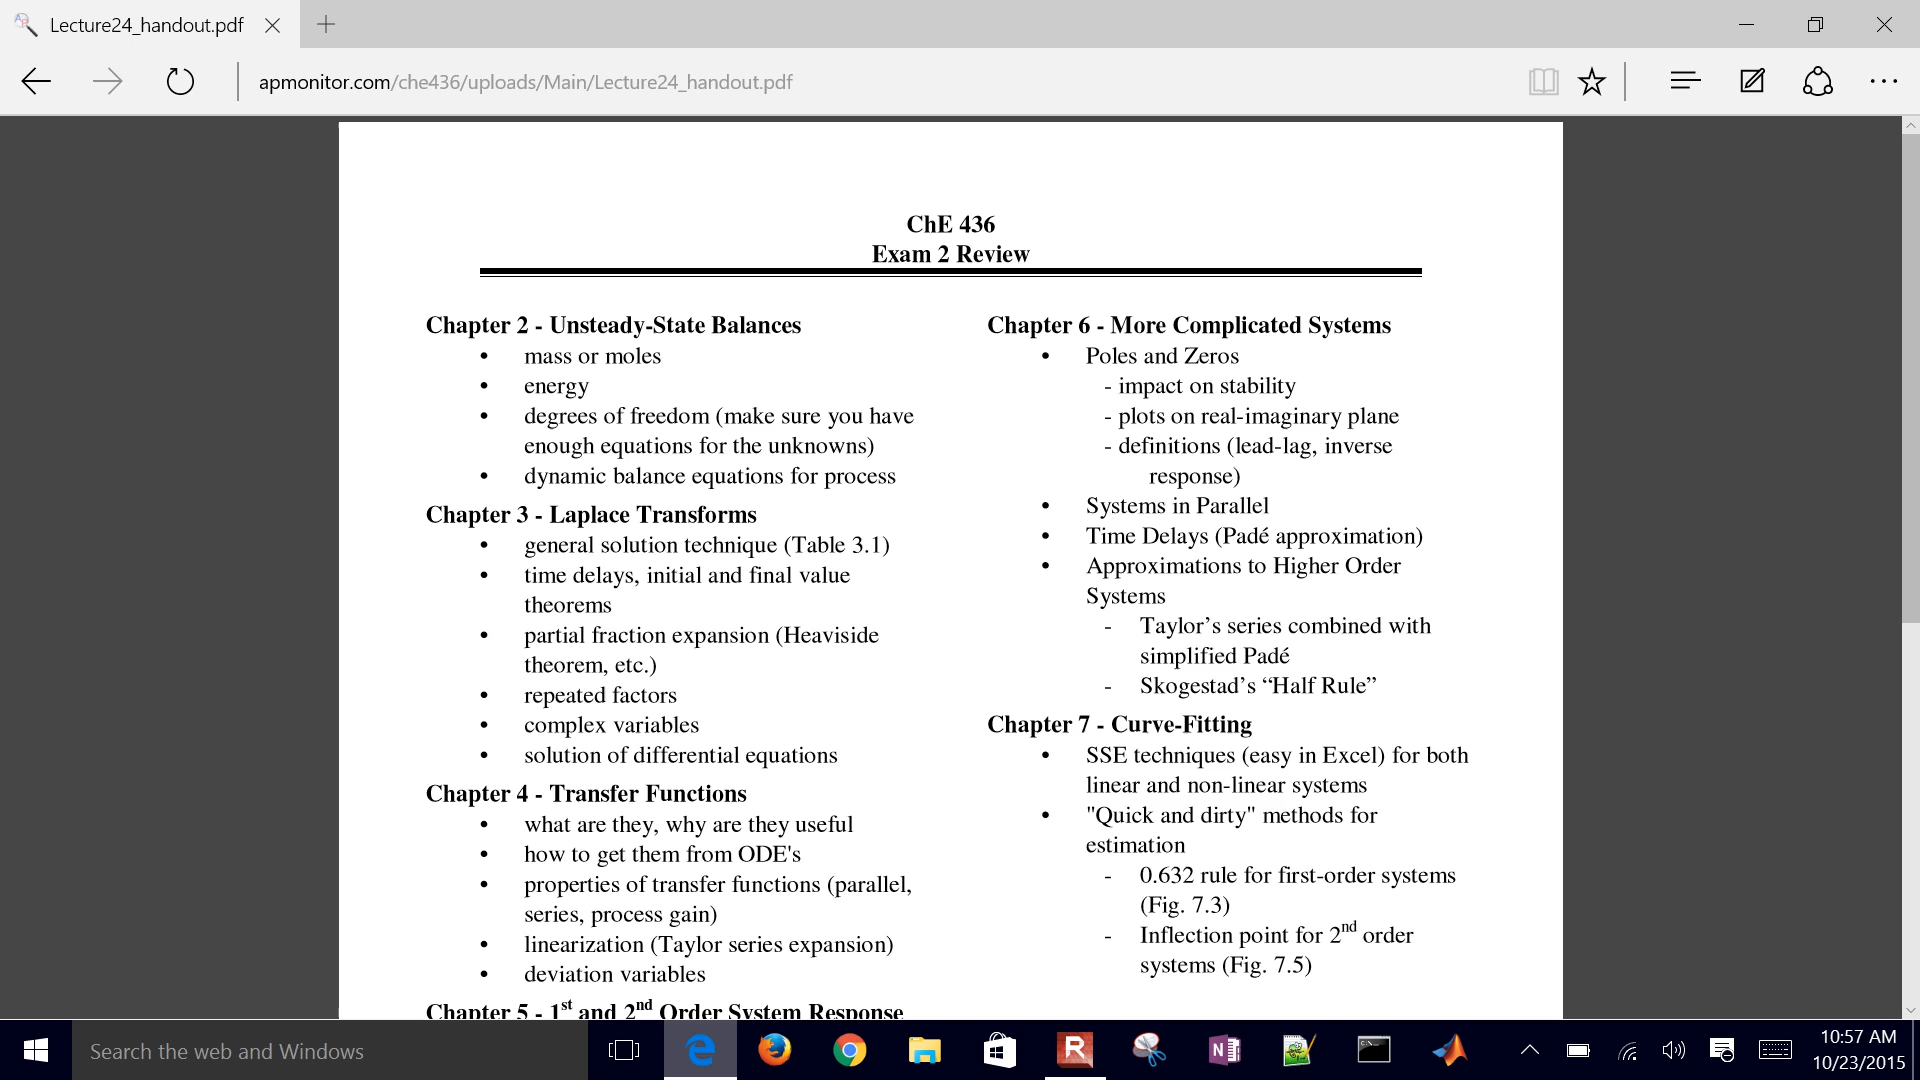 Lecture24_handout.pdf
apmonitor.com/che436/uploads/Main/Lecture24_handout.pdf
ChE 436
Exam 2 Review
Chapter 2 - Unsteady-State Balances
• mass or moles
• energy
• degrees of freedom (make sure you have
enough equations for the unknowns)
• dynamic balance equations for process
Chapter 3 - Laplace Transforms
• general solution technique (Table 3.1)
• time delays, initial and final value
theorems
• partial fraction expansion (Heaviside
theorem, etc.)
• repeated factors
• complex variables
• solution of differential equations
Chapter 4 - Transfer Functions
• what are they, why are they useful
• how to get them from ODE's
• properties of transfer functions (parallel,
series, process gain)
• linearization (Taylor series expansion)
• deviation variables
Chapter 5 - 1st and 2nd Order System Response
Chapter 6 - More Complicated Systems
• Poles and Zeros
- impact on stability
- plots on real-imaginary plane
- definitions (lead-lag, inverse
response)
• Systems in Parallel
• Time Delays (Padé approximation)
• Approximations to Higher Order
Systems
- Taylor’s series combined with
simplified Padé
- Skogestad’s “Half Rule”
Chapter 7 - Curve-Fitting
• SSE techniques (easy in Excel) for both
linear and non-linear systems
• "Quick and dirty" methods for
estimation
- 0.632 rule for first-order systems
(Fig. 7.3)
- Inflection point for 2nd order
systems (Fig. 7.5)
Search the web and Windows
10:57 AM
10/23/2015